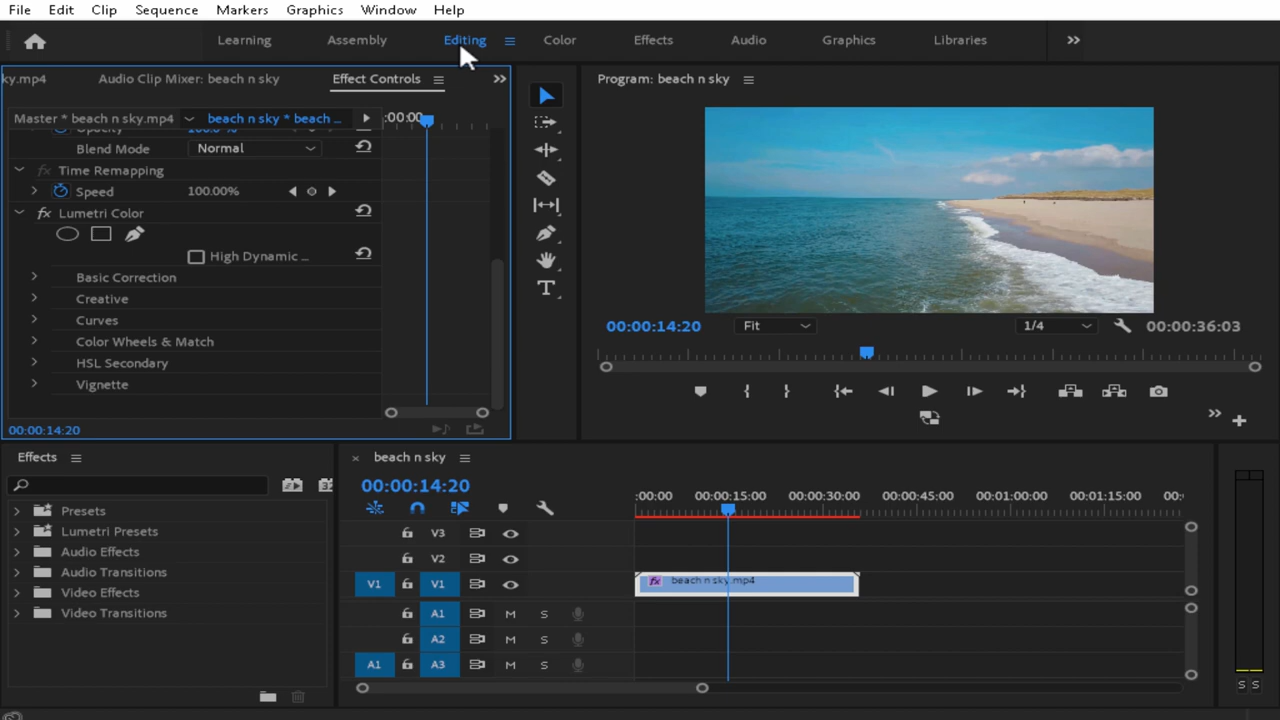 File Edit Clip Sequence Markers Graphics Window Help
Learning Assembly Editing Color Effects Audio Graphics Libraries
ky.mp4 Audio Clip Mixer: beach n sky Effect Controls
Master * beach n sky.mp4 beach n sky * beach ... :00:00
Opacity 100.0 %
Blend Mode Normal
Time Remapping
Speed 100.00%
fx Lumetri Color
High Dynamic ...
Basic Correction
Creative
Curves
Color Wheels & Match
HSL Secondary
Vignette
00:00:14:20
Program: beach n sky
00:00:14:20 Fit 1/4 00:00:36:03
Effects
Presets
Lumetri Presets
Audio Effects
Audio Transitions
Video Effects
Video Transitions
beach n sky
00:00:14:20
:00:00 00:00:15:00 00:00:30:00 00:00:45:00 00:01:00:00 00:01:15:00 00:
V3
V2
V1 V1 fx beach n sky.mp4
A1 M S
A2 M S
A1 A3 M S
S S